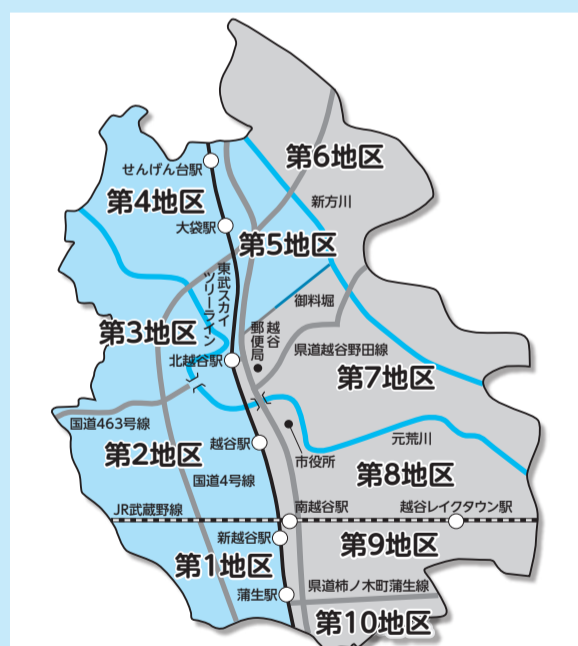 第6地区
せんげん台駅
第4地区
新方川
大袋駅
第5地区
東武スカイ
ツリーライン
御料堀
越谷
郵便局
第3地区
県道越谷野田線
北越谷駅
第7地区
国道463号線
元荒川
越谷駅
第2地区
市役所
第8地区
国道4号線
JR武蔵野線
南越谷駅
越谷レイクタウン駅
新越谷駅
第9地区
第1地区
県道柿ノ木町蒲生線
蒲生駅
第10地区